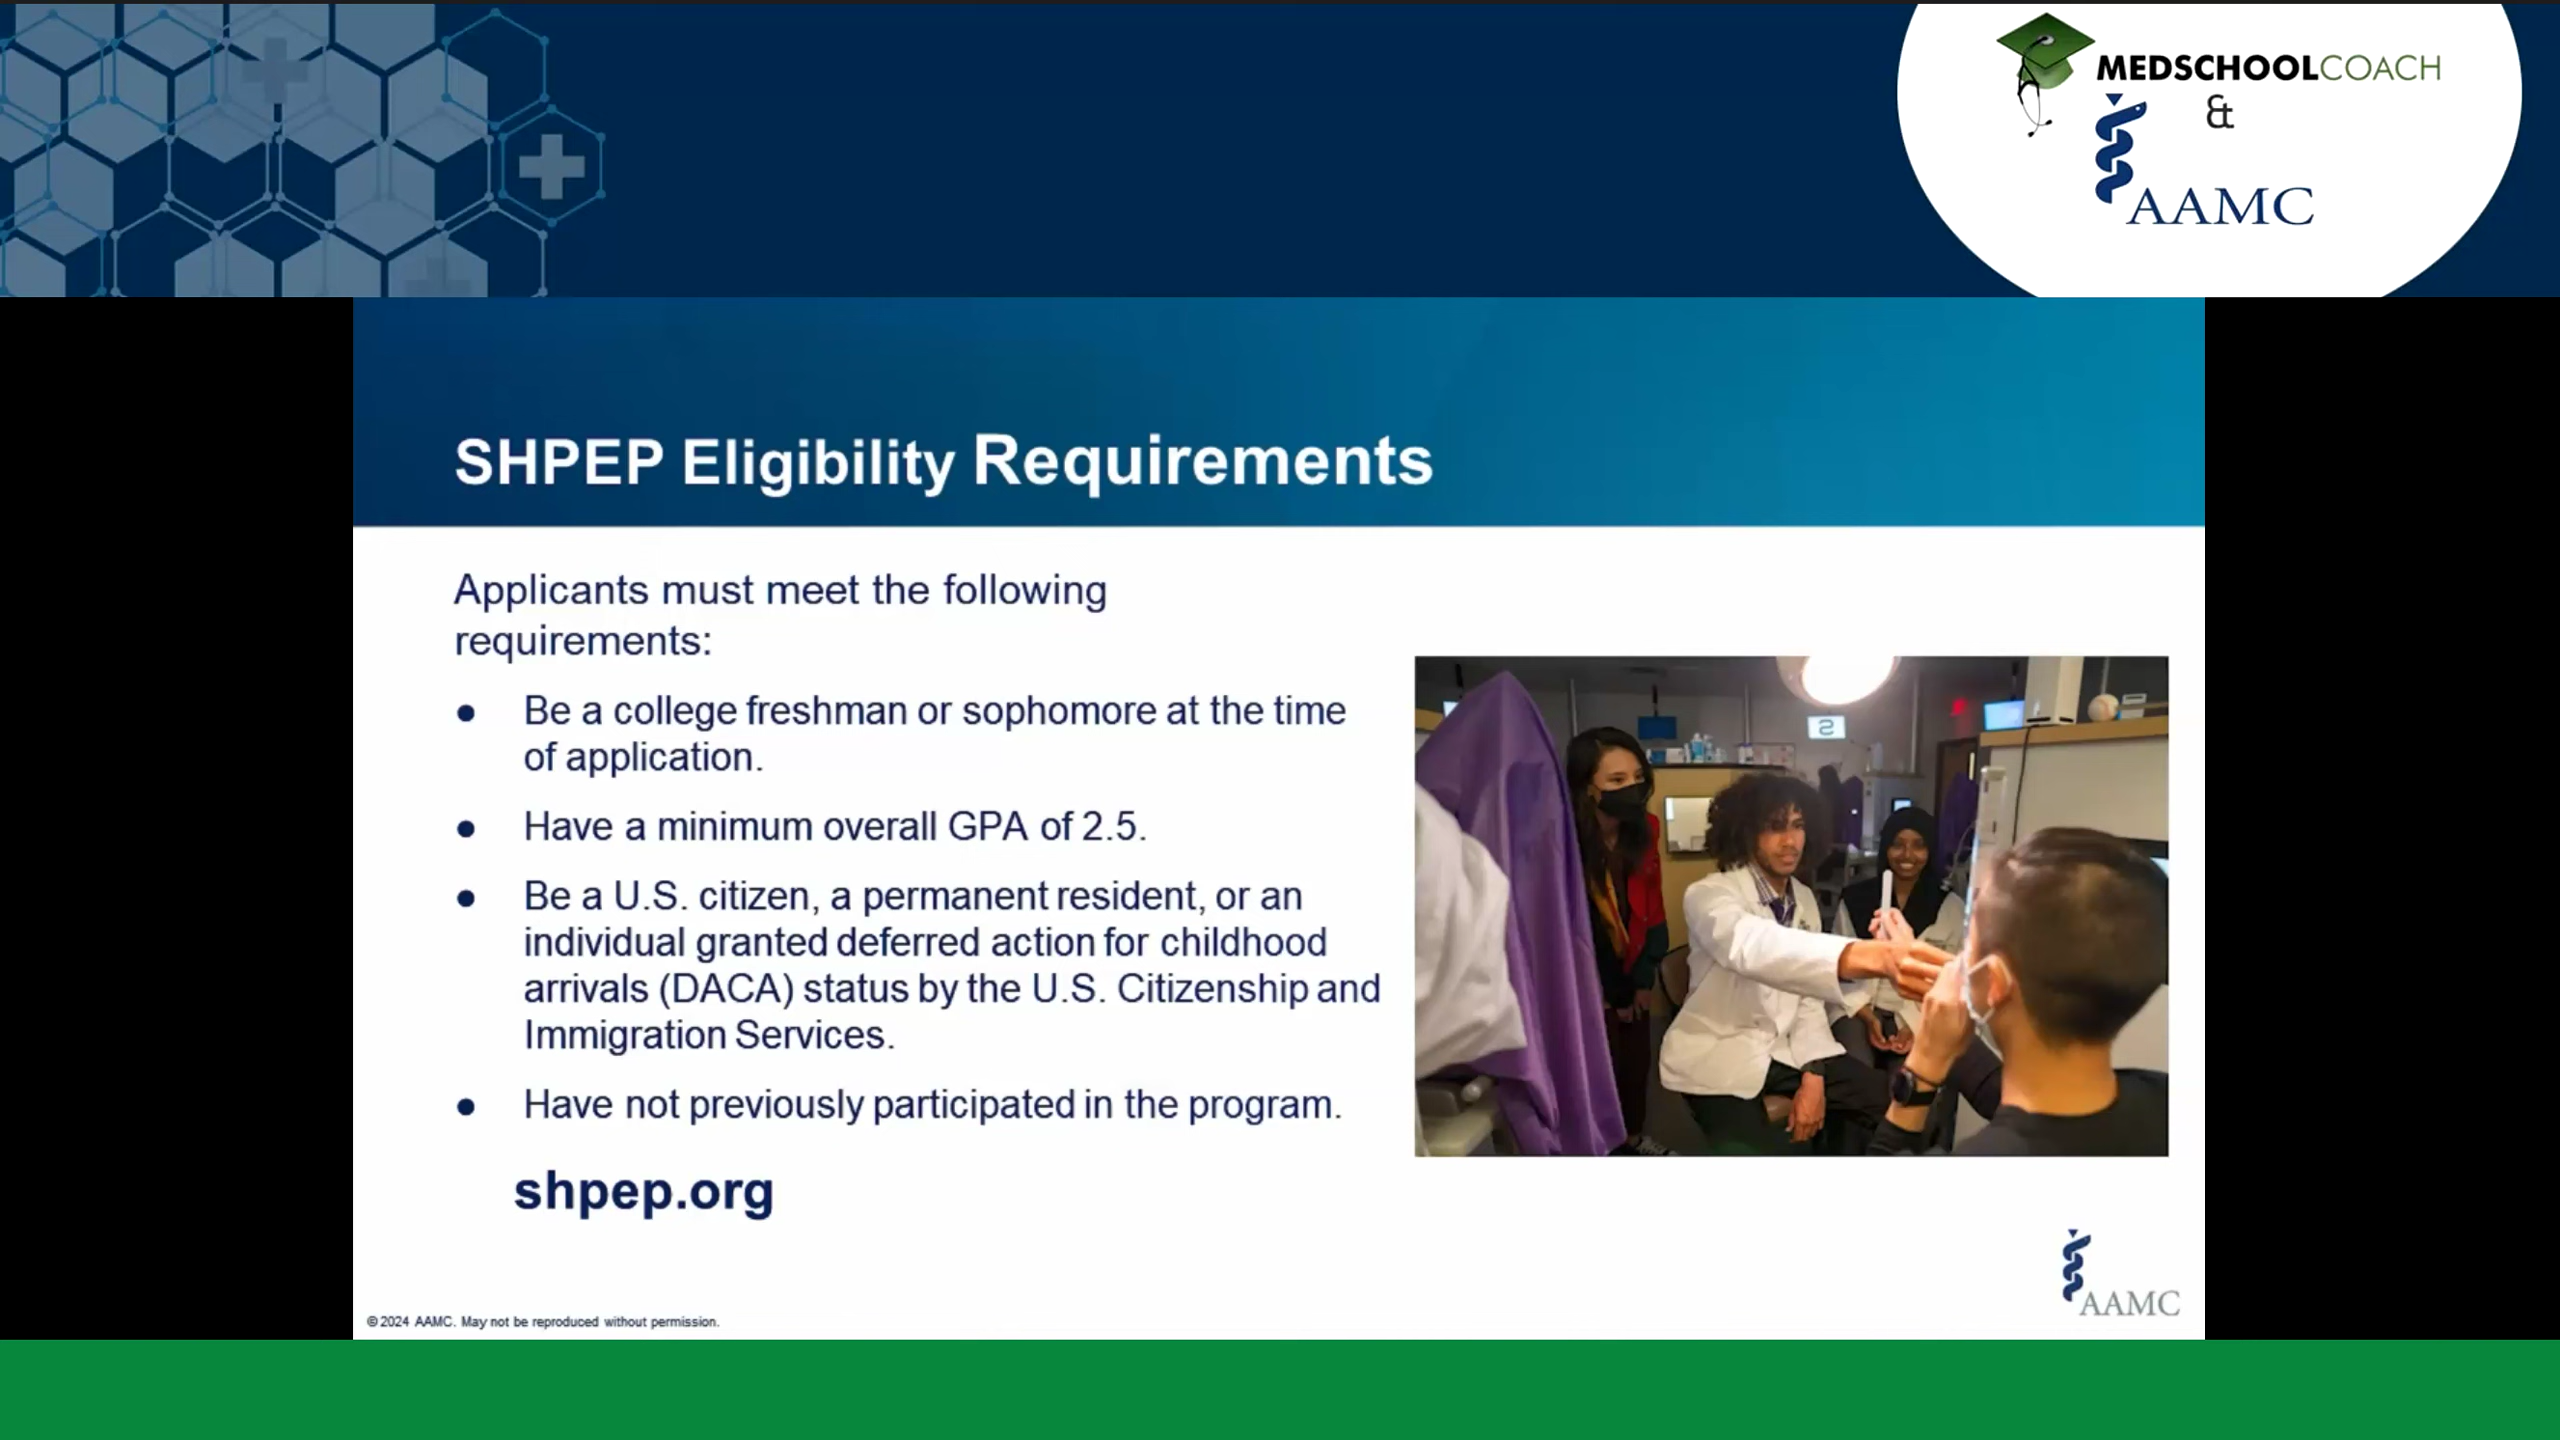 MEDSCHOOLCOACH
&
AAMC
SHPEP Eligibility Requirements
Applicants must meet the following
requirements:
● Be a college freshman or sophomore at the time
of application.
● Have a minimum overall GPA of 2.5.
● Be a U.S. citizen, a permanent resident, or an
individual granted deferred action for childhood
arrivals (DACA) status by the U.S. Citizenship and
Immigration Services.
● Have not previously participated in the program.
shpep.org
AAMC
©2024 AAMC. May not be reproduced without permission.